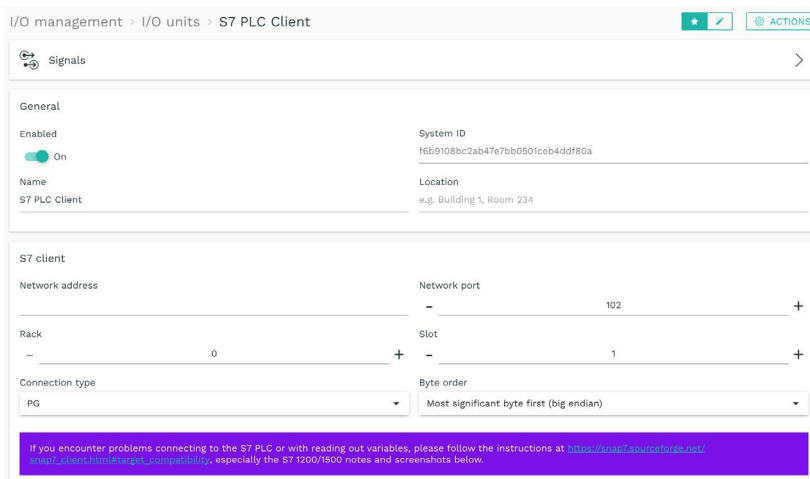 I/O management > I/O units > S7 PLC Client
ACTIONS
Signals
General
Enabled
System ID
On
f6b9108bc2ab47e7bb0501ceb4ddf80a
Name
Location
S7 PLC Client
e.g. Building 1, Room 234
S7 client
Network address
Network port
- 102 +
Rack
Slot
- 0 +
- 1 +
Connection type
Byte order
PG
Most significant byte first (big endian)
If you encounter problems connecting to the S7 PLC or with reading out variables, please follow the instructions at https://snap7.sourceforge.net/
snap7_client.html#target_compatibility, especially the S7 1200/1500 notes and screenshots below.